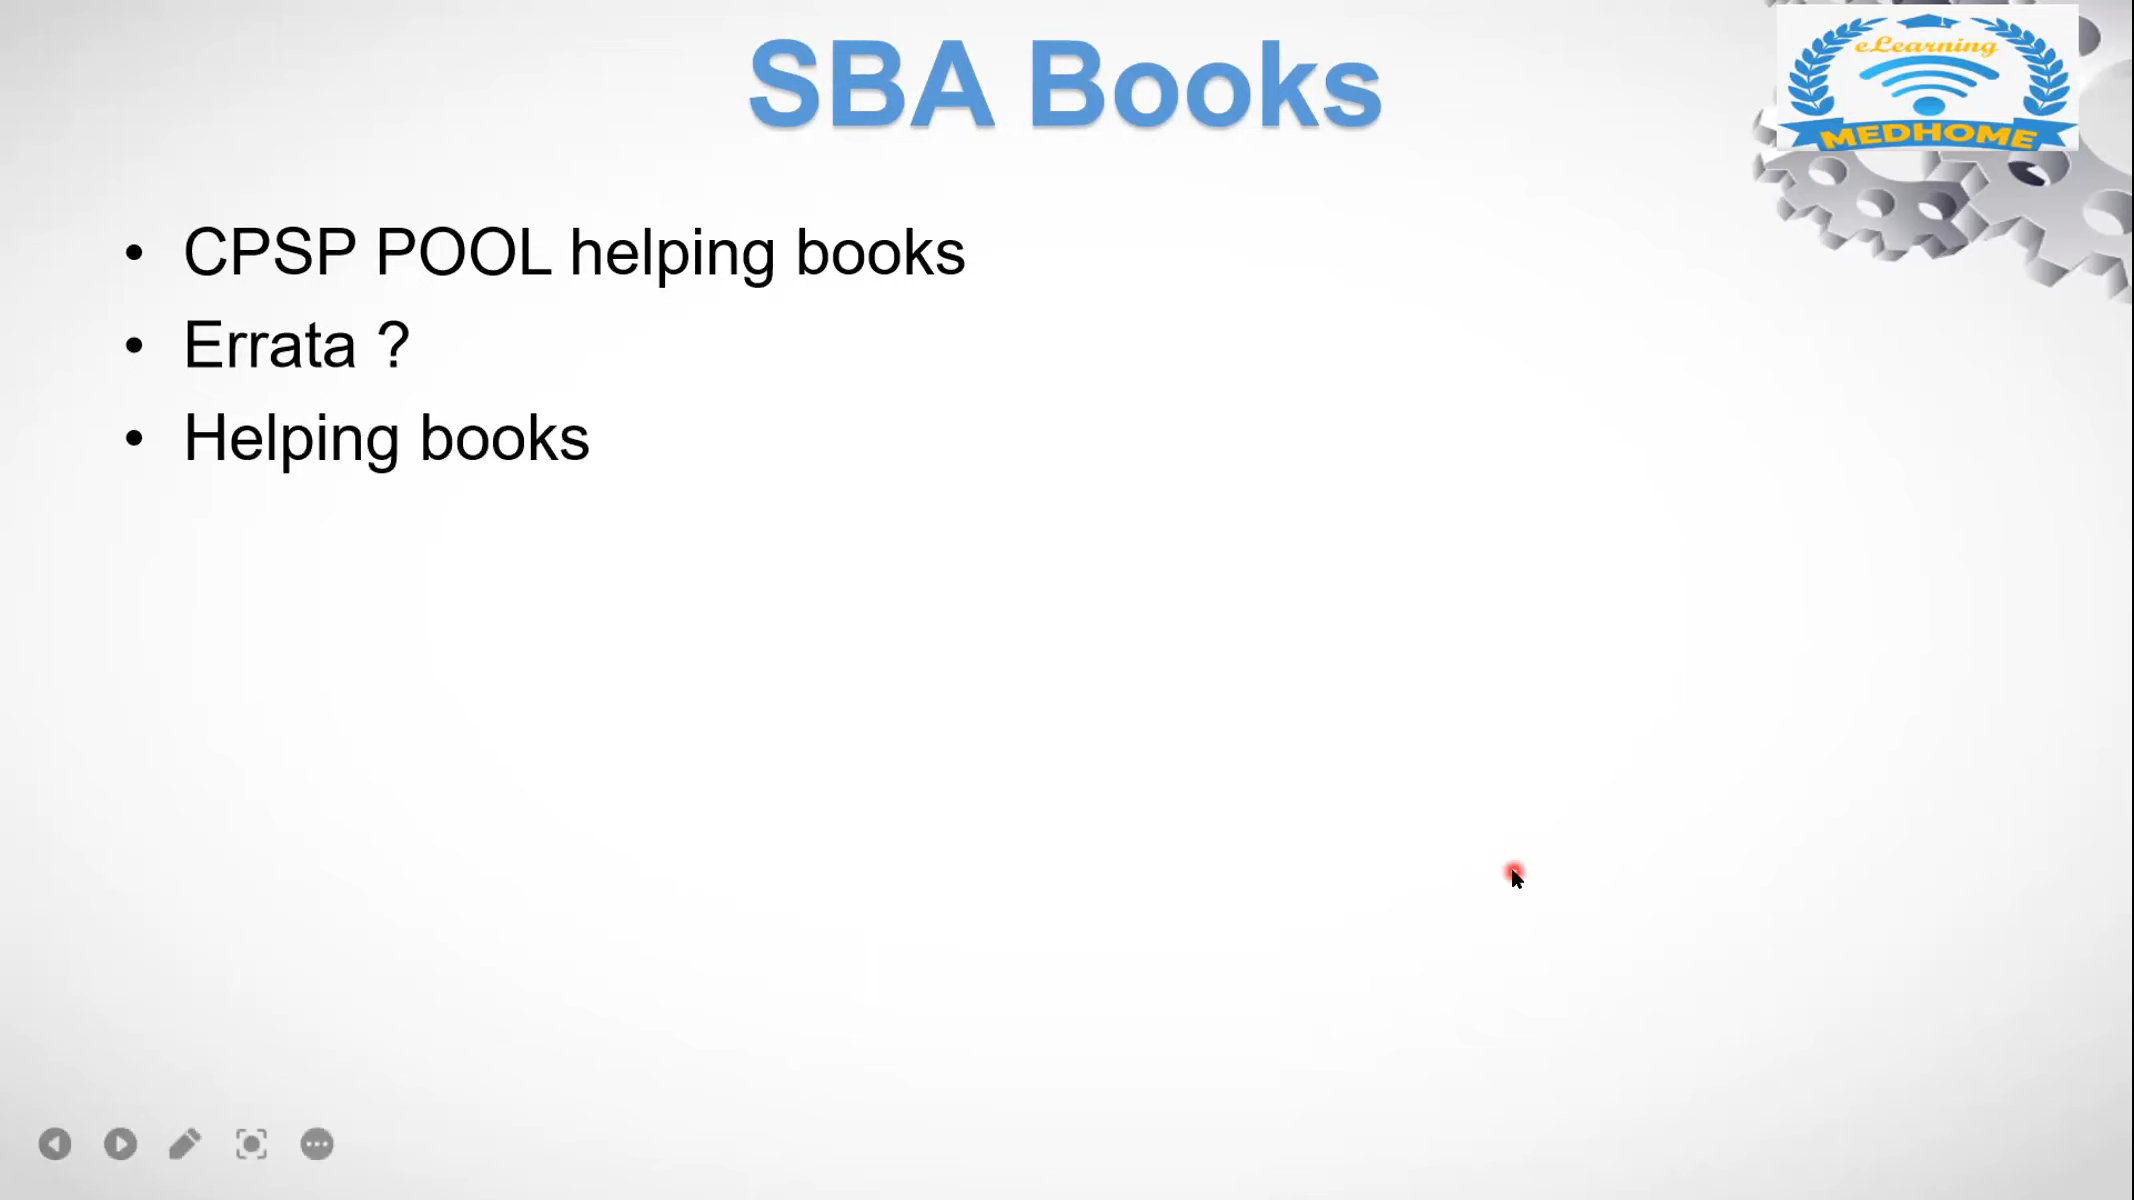 SBA Books
eLearning
MEDHOME
• CPSP POOL helping books
• Errata ?
• Helping books